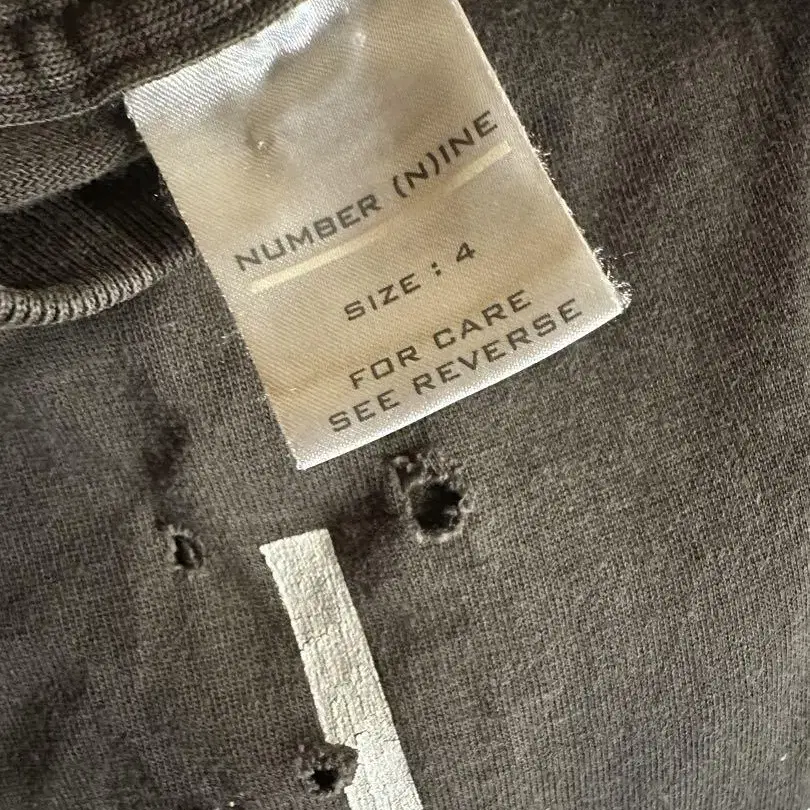 NUMBER (N)INE
SIZE : 4
FOR CARE
SEE REVERSE